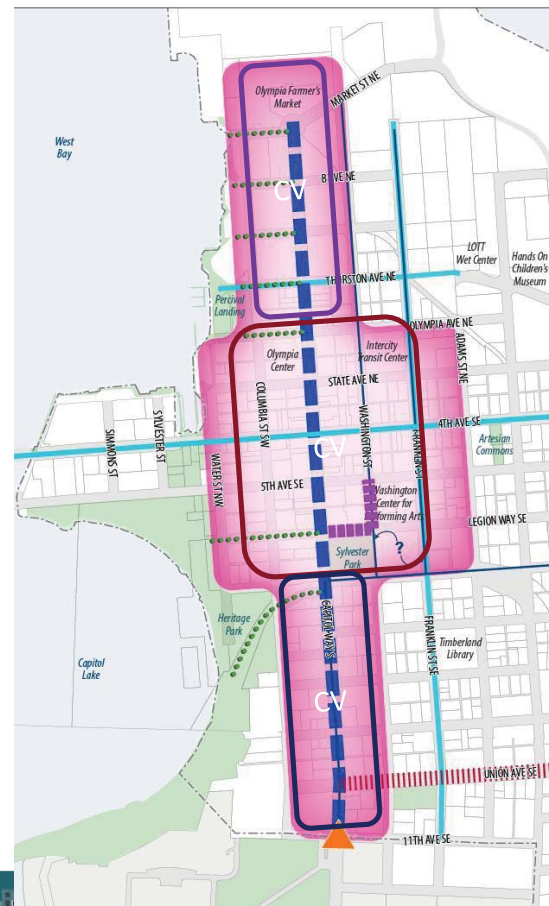 Olympia Farmer's
Market
MARKET ST NE
West
Bay
CV
LOTT
Wet Center
Hands On
Children's
Museum
THURSTON AVE NE
Percival
Landing
OLYMPIA AVE NE
Olympia
Center
Intercity
Transit Center
ADAMS ST NE
STATE AVE NE
COLUMBIA ST SW
WASHINGTON ST
SYLVESTER ST
SIMMONS ST
4TH AVE SE
CV
Artesian
Commons
WATER ST NW
5TH AVE SE
Washington
Center for
LEGION WAY SE
Sylvester
Park
?
CAPITOL WAY S
Heritage
Park
FRANKLIN ST SE
Timberland
Library
Capitol
Lake
CV
UNION AVE SE
11TH AVE SE